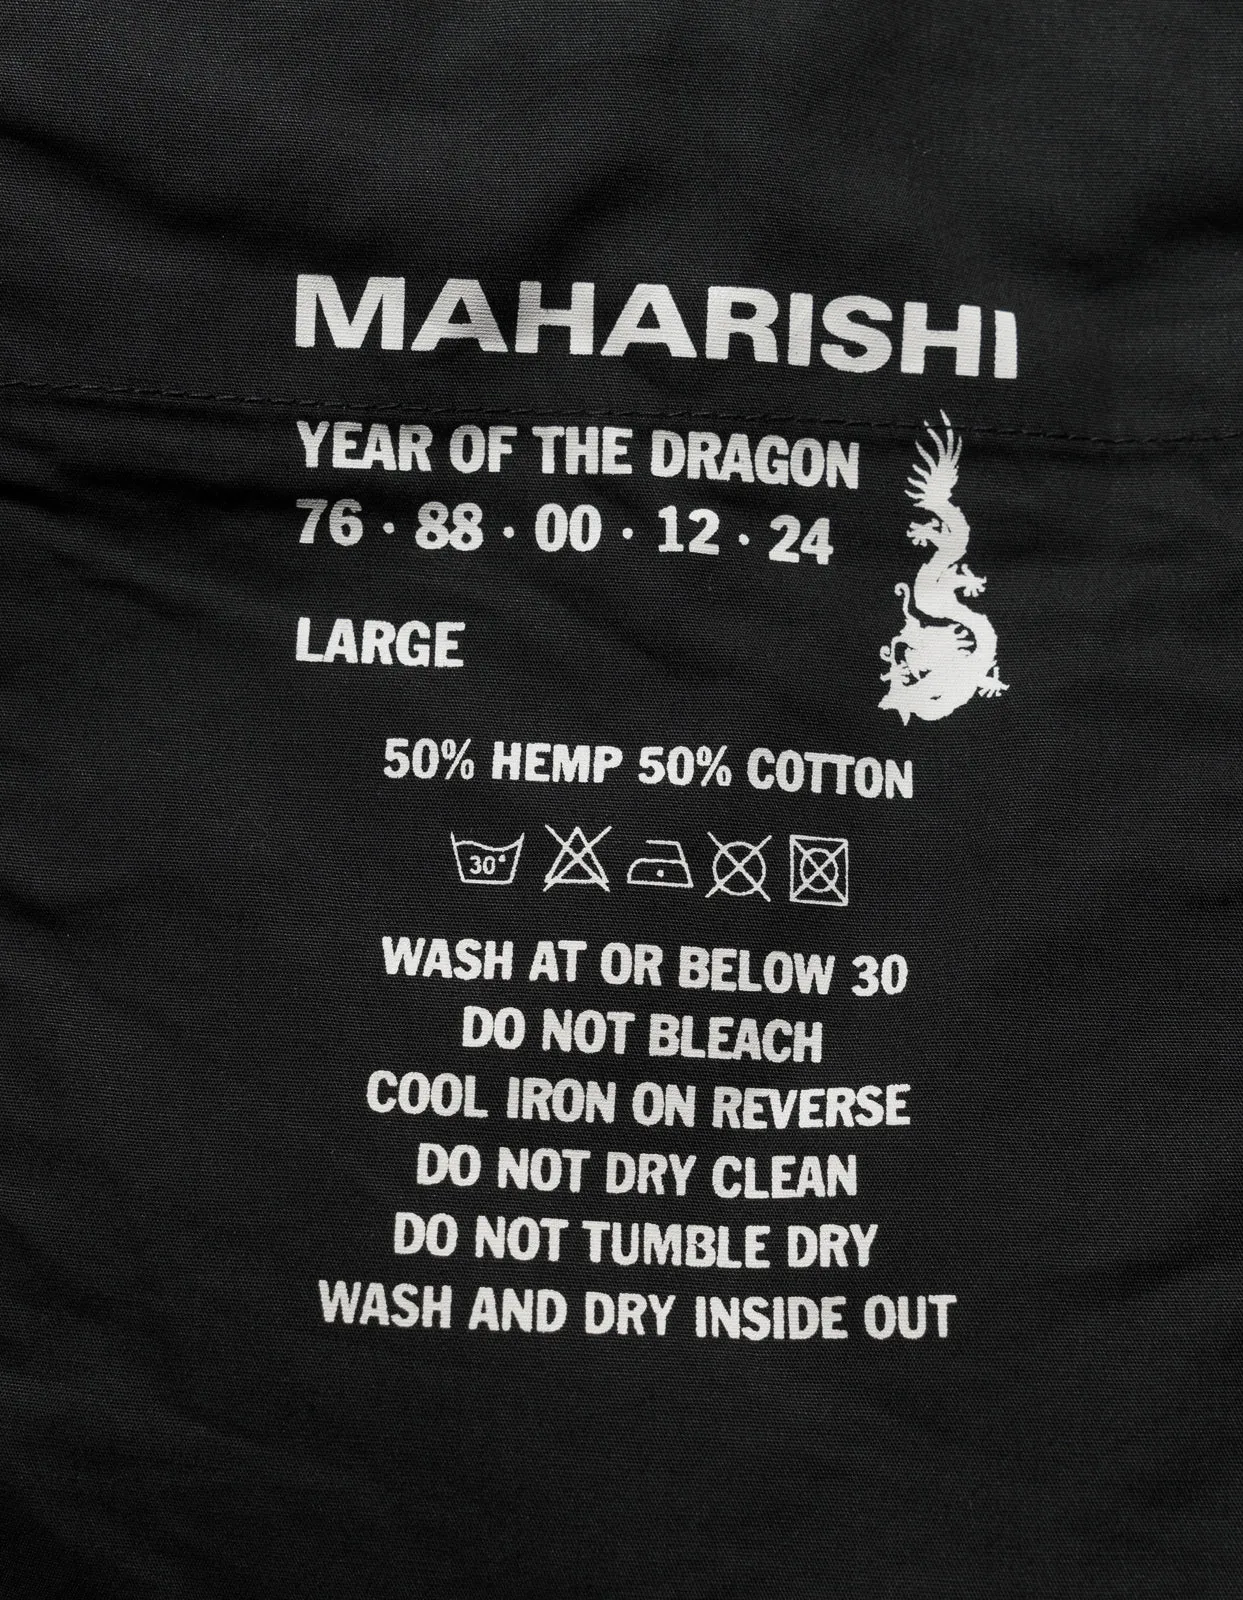 MAHARISHI
YEAR OF THE DRAGON
76 · 88 · 00 · 12 · 24
LARGE
50% HEMP 50% COTTON
30°
WASH AT OR BELOW 30
DO NOT BLEACH
COOL IRON ON REVERSE
DO NOT DRY CLEAN
DO NOT TUMBLE DRY
WASH AND DRY INSIDE OUT